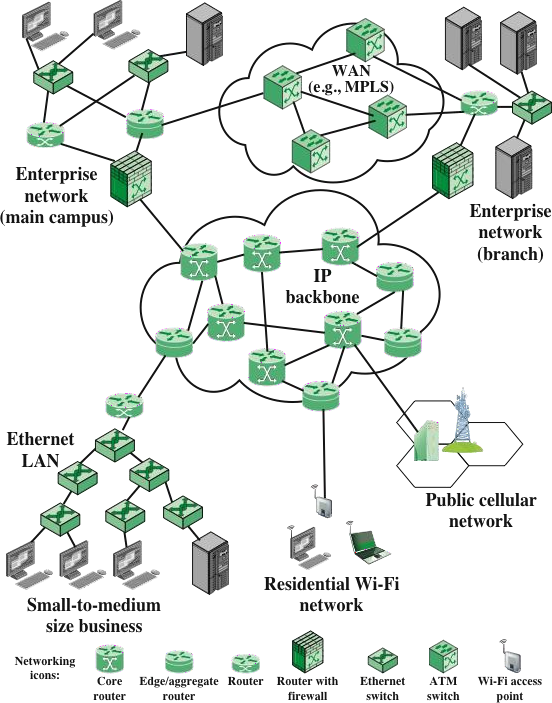 WAN
(e.g., MPLS)
Enterprise
network
(main campus)
Enterprise
network
(branch)
IP
backbone
Ethernet
LAN
Public cellular
network
Residential Wi-Fi
network
Small-to-medium
size business
Networking
icons:
Core
router
Edge/aggregate
router
Router
Router with
firewall
Ethernet
switch
ATM
switch
Wi-Fi access
point